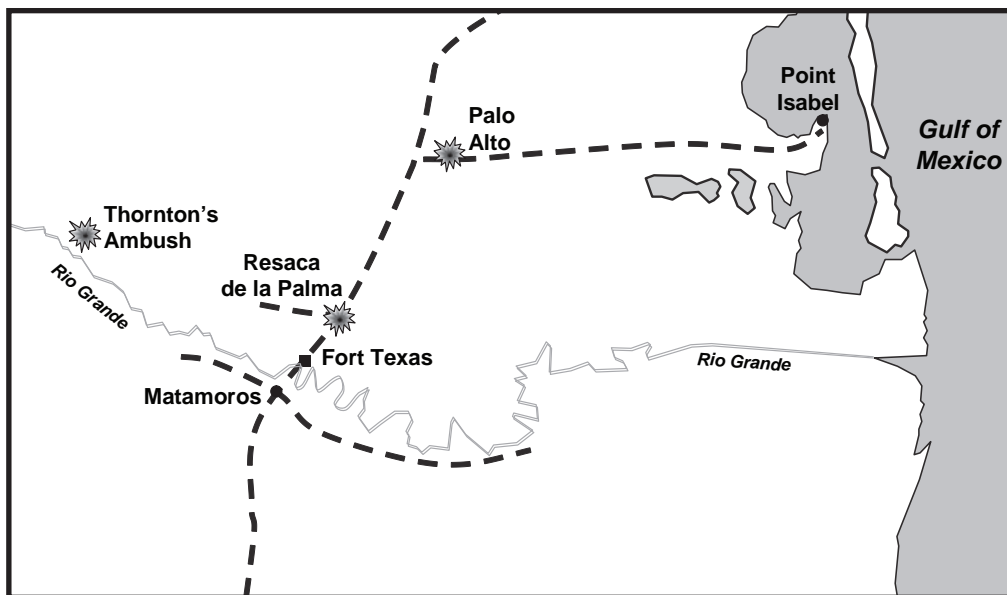 Point
Isabel
Gulf of
Mexico
Palo
Alto
Thornton's
Ambush
Resaca
de la Palma
Rio Grande
Fort Texas
Rio Grande
Matamoros